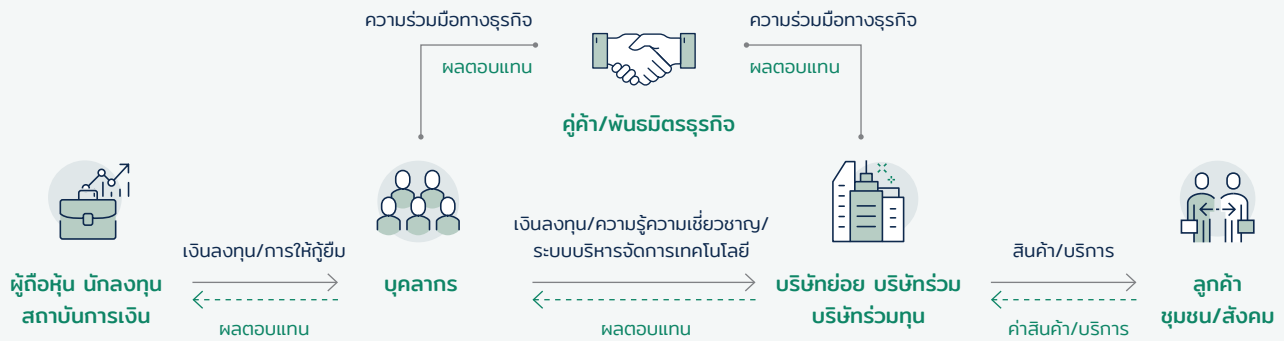 ความร่วมมือทางธุรกิจ
ความร่วมมือทางธุรกิจ
ผลตอบแทน
ผลตอบแทน
คู่ค้า/พันธมิตรธุรกิจ
เงินลงทุน/การให้กู้ยืม
เงินลงทุน/ความรู้ความเชี่ยวชาญ/
ระบบบริหารจัดการเทคโนโลยี
สินค้า/บริการ
ผู้ถือหุ้น นักลงทุน
สถาบันการเงิน
บุคลากร
บริษัทย่อย บริษัทร่วม
บริษัทร่วมทุน
ลูกค้า
ชุมชน/สังคม
ผลตอบแทน
ผลตอบแทน
ค่าสินค้า/บริการ